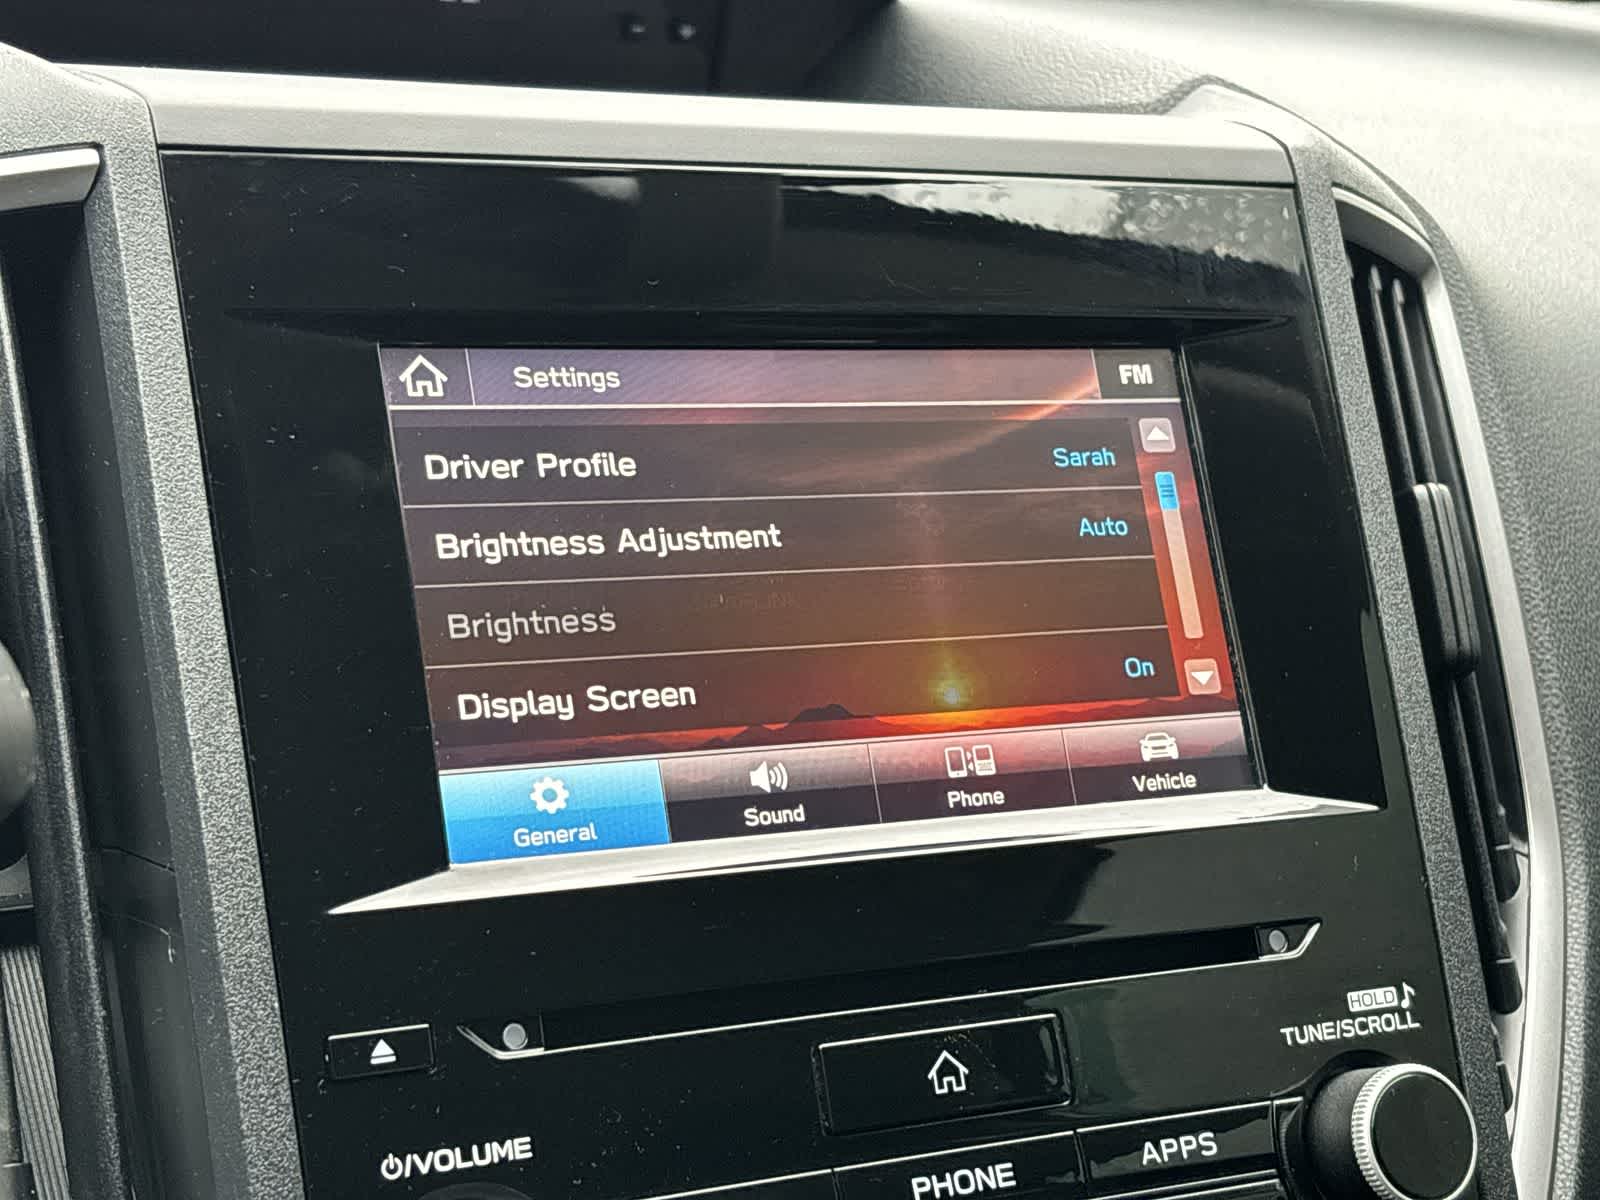 Settings
FM
Driver Profile Sarah
Brightness Adjustment Auto
Brightness
Display Screen On
General Sound Phone Vehicle
HOLD
TUNE/SCROLL
/VOLUME
PHONE
APPS